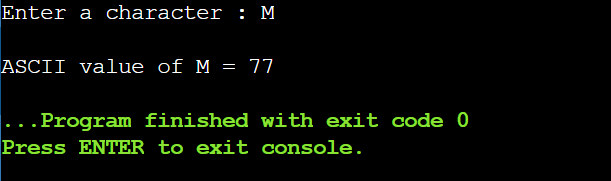 Enter a character : M
ASCII value of M = 77
...Program finished with exit code 0
Press ENTER to exit console.